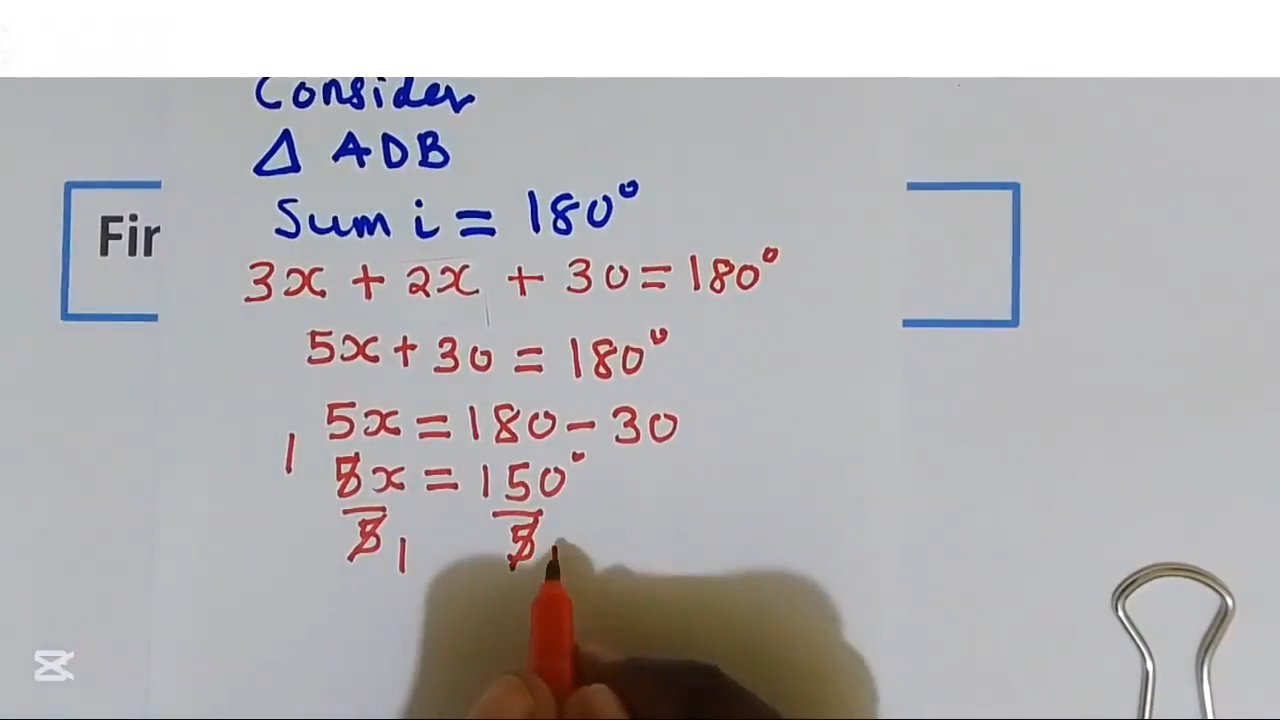 Consider
Δ ADB
Fir
Sum i = 180°
3x + 2x + 30 = 180°
5x + 30 = 180°
5x = 180 - 30
1 5x = 150°
5 1 5